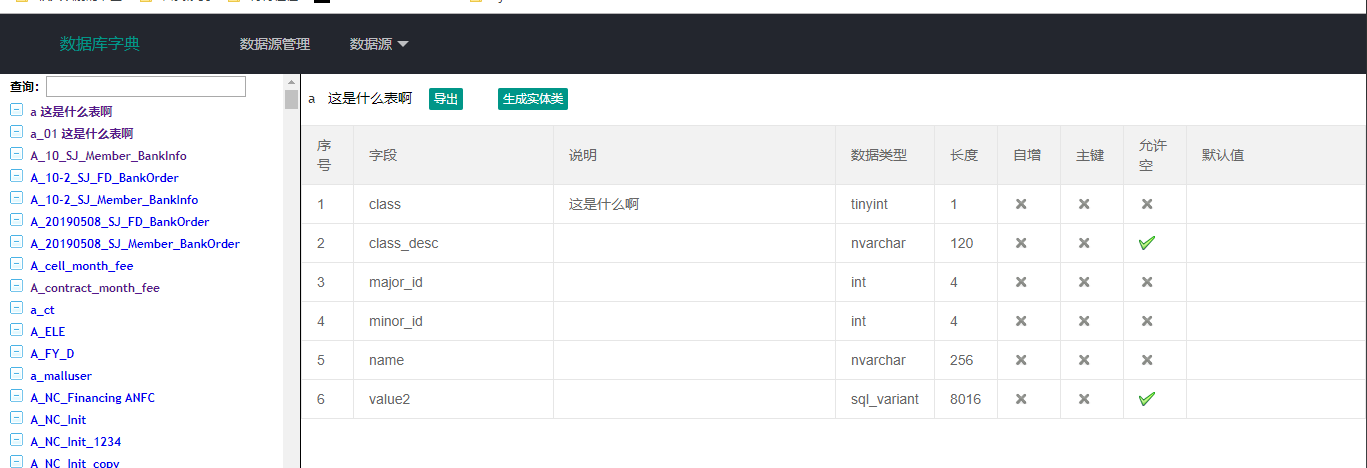 数据库字典 数据源管理 数据源
查询:
a 这是什么表啊
a_01 这是什么表啊
A_10_SJ_Member_BankInfo
A_10-2_SJ_FD_BankOrder
A_10-2_SJ_Member_BankInfo
A_20190508_SJ_FD_BankOrder
A_20190508_SJ_Member_BankOrder
A_cell_month_fee
A_contract_month_fee
a_ct
A_ELE
A_FY_D
a_malluser
A_NC_Financing ANFC
A_NC_Init
A_NC_Init_1234
A_NC_Init_copy
a 这是什么表啊 导出 生成实体类
序号 字段 说明 数据类型 长度 自增 主键 允许空 默认值
1 class 这是什么啊 tinyint 1
2 class_desc nvarchar 120
3 major_id int 4
4 minor_id int 4
5 name nvarchar 256
6 value2 sql_variant 8016